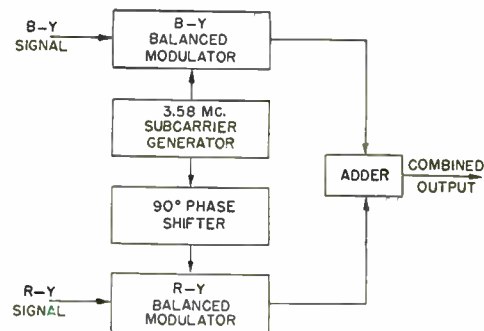 B-Y
SIGNAL
B-Y
BALANCED
MODULATOR
3.58 MC.
SUBCARRIER
GENERATOR
90° PHASE
SHIFTER
ADDER
COMBINED
OUTPUT
R-Y
SIGNAL
R-Y
BALANCED
MODULATOR